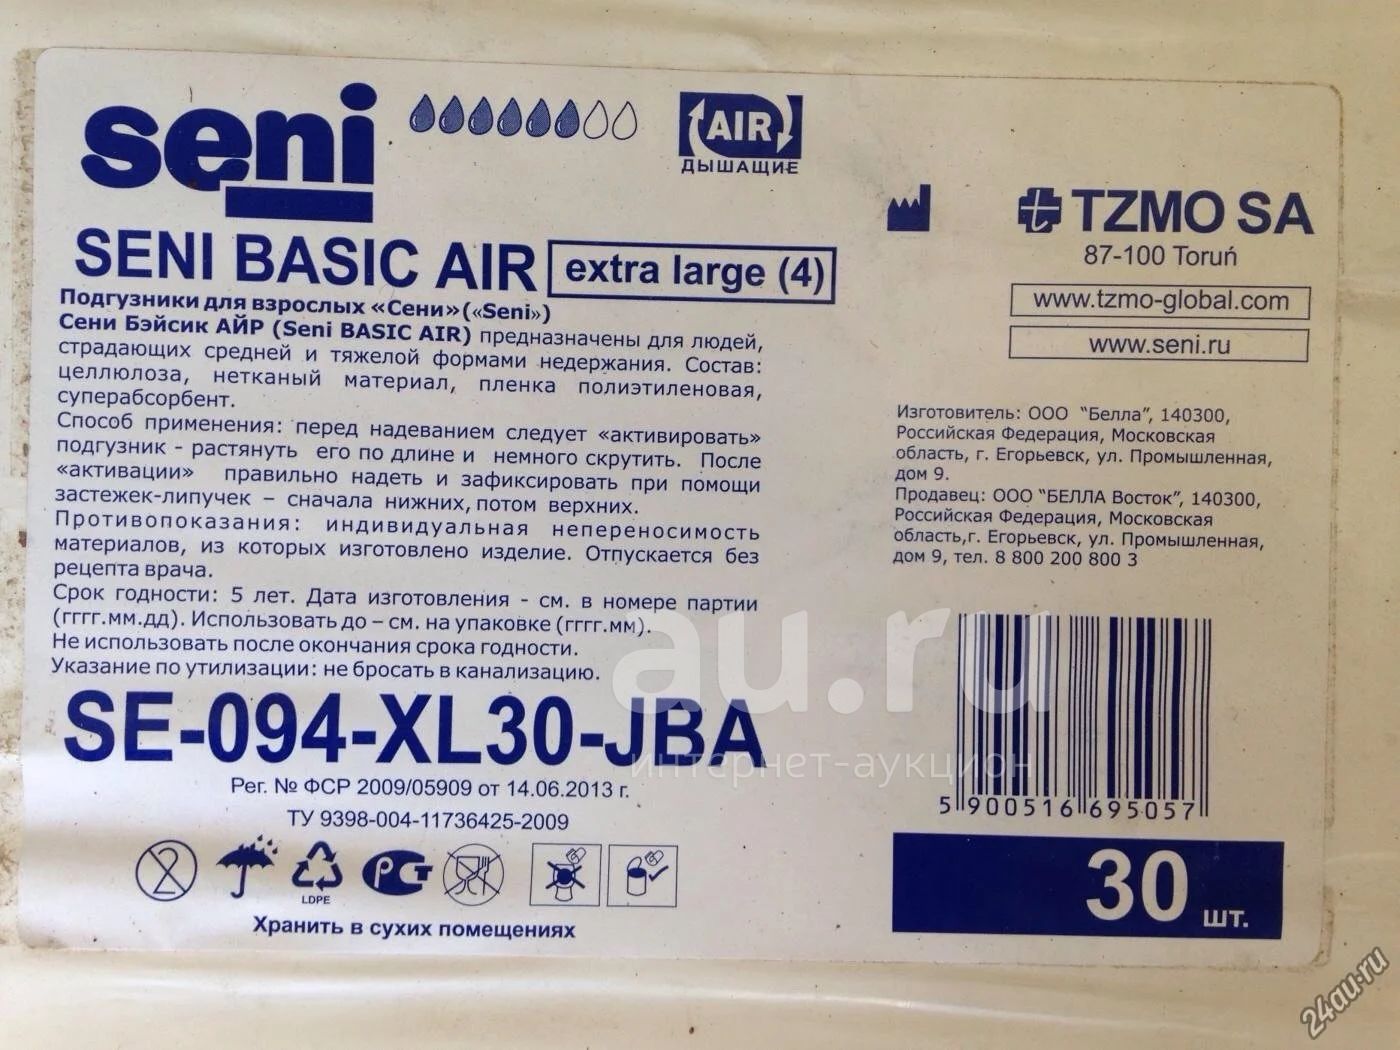 seni
AIR
ДЫШАЩИЕ
SENI BASIC AIR extra large (4)
Подгузники для взрослых «Сени»(«Seni»)
Сени Бэйсик АЙР (Seni BASIC AIR) предназначены для людей,
страдающих средней и тяжелой формами недержания. Состав:
целлюлоза, нетканый материал, пленка полиэтиленовая,
суперабсорбент.
Способ применения: перед надеванием следует «активировать»
подгузник - растянуть его по длине и немного скрутить. После
«активации» правильно надеть и зафиксировать при помощи
застежек-липучек – сначала нижних, потом верхних.
Противопоказания: индивидуальная непереносимость
материалов, из которых изготовлено изделие. Отпускается без
рецепта врача.
Срок годности: 5 лет. Дата изготовления - см. в номере партии
(гггг.мм.дд). Использовать до – см. на упаковке (гггг.мм).
Не использовать после окончания срока годности.
Указание по утилизации: не бросать в канализацию.
SE-094-XL30-JBA
Рег. № ФСР 2009/05909 от 14.06.2013 г.
ТУ 9398-004-11736425-2009
2
LDPE
РСТ
Хранить в сухих помещениях
TZMO SA
87-100 Toruń
www.tzmo-global.com
www.seni.ru
Изготовитель: ООО "Белла", 140300,
Российская Федерация, Московская
область, г. Егорьевск, ул. Промышленная,
дом 9.
Продавец: ООО "БЕЛЛА Восток", 140300,
Российская Федерация, Московская
область,г. Егорьевск, ул. Промышленная,
дом 9, тел. 8 800 200 800 3
5 900516 695057
30 шт.
au.ru
интернет-аукцион
24au.ru